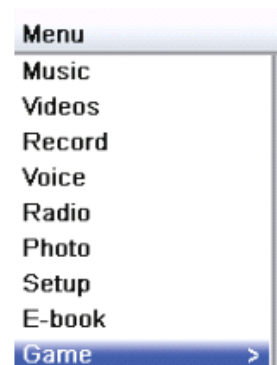 Menu
Music
Videos
Record
Voice
Radio
Photo
Setup
E-book
Game >